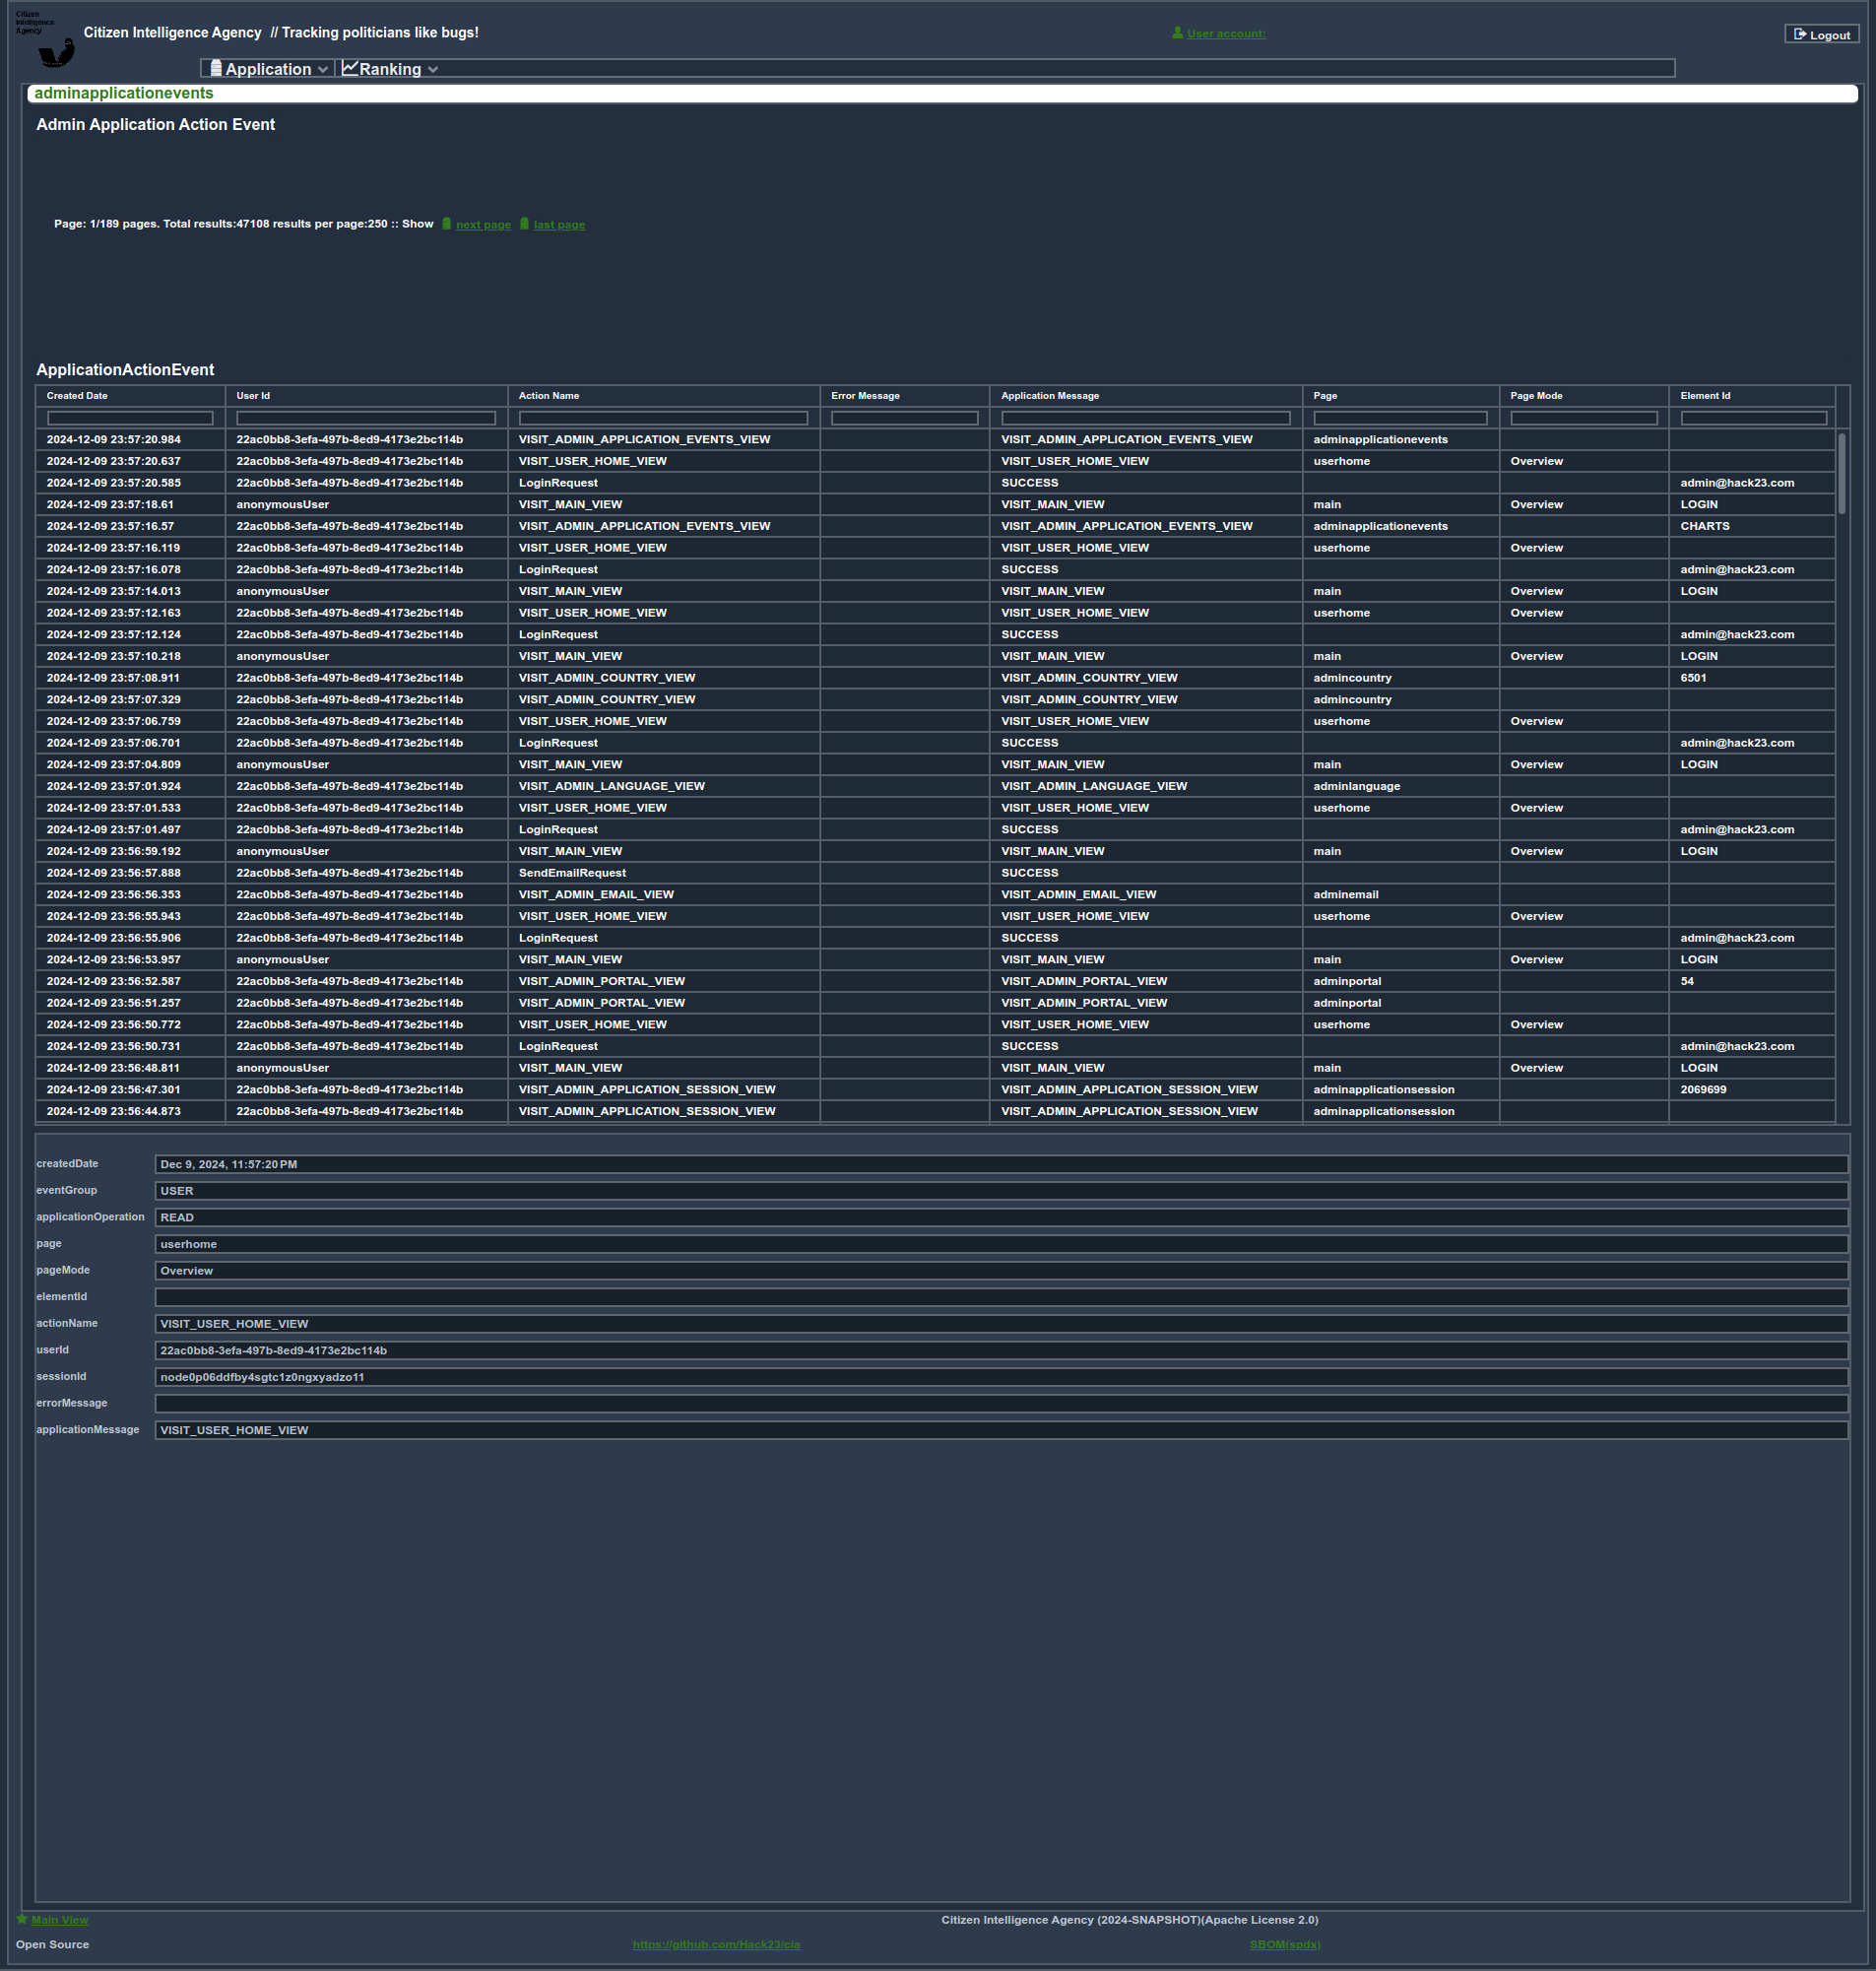 Citizen
Intelligence
Agency
Citizen Intelligence Agency // Tracking politicians like bugs!
User account:
Logout
Application
Ranking
adminapplicationevents
Admin Application Action Event
Page: 1/189 pages. Total results:47108 results per page:250 :: Show next page last page
ApplicationActionEvent
Created Date User Id Action Name Error Message Application Message Page Page Mode Element Id
2024-12-09 23:57:20.984 22ac0bb8-3efa-497b-8ed9-4173e2bc114b VISIT_ADMIN_APPLICATION_EVENTS_VIEW VISIT_ADMIN_APPLICATION_EVENTS_VIEW adminapplicationevents
2024-12-09 23:57:20.637 22ac0bb8-3efa-497b-8ed9-4173e2bc114b VISIT_USER_HOME_VIEW VISIT_USER_HOME_VIEW userhome Overview
2024-12-09 23:57:20.585 22ac0bb8-3efa-497b-8ed9-4173e2bc114b LoginRequest SUCCESS admin@hack23.com
2024-12-09 23:57:18.61 anonymousUser VISIT_MAIN_VIEW VISIT_MAIN_VIEW main Overview LOGIN
2024-12-09 23:57:16.57 22ac0bb8-3efa-497b-8ed9-4173e2bc114b VISIT_ADMIN_APPLICATION_EVENTS_VIEW VISIT_ADMIN_APPLICATION_EVENTS_VIEW adminapplicationevents CHARTS
2024-12-09 23:57:16.119 22ac0bb8-3efa-497b-8ed9-4173e2bc114b VISIT_USER_HOME_VIEW VISIT_USER_HOME_VIEW userhome Overview
2024-12-09 23:57:16.078 22ac0bb8-3efa-497b-8ed9-4173e2bc114b LoginRequest SUCCESS admin@hack23.com
2024-12-09 23:57:14.013 anonymousUser VISIT_MAIN_VIEW VISIT_MAIN_VIEW main Overview LOGIN
2024-12-09 23:57:12.163 22ac0bb8-3efa-497b-8ed9-4173e2bc114b VISIT_USER_HOME_VIEW VISIT_USER_HOME_VIEW userhome Overview
2024-12-09 23:57:12.124 22ac0bb8-3efa-497b-8ed9-4173e2bc114b LoginRequest SUCCESS admin@hack23.com
2024-12-09 23:57:10.218 anonymousUser VISIT_MAIN_VIEW VISIT_MAIN_VIEW main Overview LOGIN
2024-12-09 23:57:08.911 22ac0bb8-3efa-497b-8ed9-4173e2bc114b VISIT_ADMIN_COUNTRY_VIEW VISIT_ADMIN_COUNTRY_VIEW admincountry 6501
2024-12-09 23:57:07.329 22ac0bb8-3efa-497b-8ed9-4173e2bc114b VISIT_ADMIN_COUNTRY_VIEW VISIT_ADMIN_COUNTRY_VIEW admincountry
2024-12-09 23:57:06.759 22ac0bb8-3efa-497b-8ed9-4173e2bc114b VISIT_USER_HOME_VIEW VISIT_USER_HOME_VIEW userhome Overview
2024-12-09 23:57:06.701 22ac0bb8-3efa-497b-8ed9-4173e2bc114b LoginRequest SUCCESS admin@hack23.com
2024-12-09 23:57:04.809 anonymousUser VISIT_MAIN_VIEW VISIT_MAIN_VIEW main Overview LOGIN
2024-12-09 23:57:01.924 22ac0bb8-3efa-497b-8ed9-4173e2bc114b VISIT_ADMIN_LANGUAGE_VIEW VISIT_ADMIN_LANGUAGE_VIEW adminlanguage
2024-12-09 23:57:01.533 22ac0bb8-3efa-497b-8ed9-4173e2bc114b VISIT_USER_HOME_VIEW VISIT_USER_HOME_VIEW userhome Overview
2024-12-09 23:57:01.497 22ac0bb8-3efa-497b-8ed9-4173e2bc114b LoginRequest SUCCESS admin@hack23.com
2024-12-09 23:56:59.192 anonymousUser VISIT_MAIN_VIEW VISIT_MAIN_VIEW main Overview LOGIN
2024-12-09 23:56:57.888 22ac0bb8-3efa-497b-8ed9-4173e2bc114b SendEmailRequest SUCCESS
2024-12-09 23:56:56.353 22ac0bb8-3efa-497b-8ed9-4173e2bc114b VISIT_ADMIN_EMAIL_VIEW VISIT_ADMIN_EMAIL_VIEW adminemail
2024-12-09 23:56:55.943 22ac0bb8-3efa-497b-8ed9-4173e2bc114b VISIT_USER_HOME_VIEW VISIT_USER_HOME_VIEW userhome Overview
2024-12-09 23:56:55.906 22ac0bb8-3efa-497b-8ed9-4173e2bc114b LoginRequest SUCCESS admin@hack23.com
2024-12-09 23:56:53.957 anonymousUser VISIT_MAIN_VIEW VISIT_MAIN_VIEW main Overview LOGIN
2024-12-09 23:56:52.587 22ac0bb8-3efa-497b-8ed9-4173e2bc114b VISIT_ADMIN_PORTAL_VIEW VISIT_ADMIN_PORTAL_VIEW adminportal 54
2024-12-09 23:56:51.257 22ac0bb8-3efa-497b-8ed9-4173e2bc114b VISIT_ADMIN_PORTAL_VIEW VISIT_ADMIN_PORTAL_VIEW adminportal
2024-12-09 23:56:50.772 22ac0bb8-3efa-497b-8ed9-4173e2bc114b VISIT_USER_HOME_VIEW VISIT_USER_HOME_VIEW userhome Overview
2024-12-09 23:56:50.731 22ac0bb8-3efa-497b-8ed9-4173e2bc114b LoginRequest SUCCESS admin@hack23.com
2024-12-09 23:56:48.811 anonymousUser VISIT_MAIN_VIEW VISIT_MAIN_VIEW main Overview LOGIN
2024-12-09 23:56:47.301 22ac0bb8-3efa-497b-8ed9-4173e2bc114b VISIT_ADMIN_APPLICATION_SESSION_VIEW VISIT_ADMIN_APPLICATION_SESSION_VIEW adminapplicationsession 2069699
2024-12-09 23:56:44.873 22ac0bb8-3efa-497b-8ed9-4173e2bc114b VISIT_ADMIN_APPLICATION_SESSION_VIEW VISIT_ADMIN_APPLICATION_SESSION_VIEW adminapplicationsession
createdDate Dec 9, 2024, 11:57:20 PM
eventGroup USER
applicationOperation READ
page userhome
pageMode Overview
elementId
actionName VISIT_USER_HOME_VIEW
userId 22ac0bb8-3efa-497b-8ed9-4173e2bc114b
sessionId node0p06ddfby4sgtc1z0ngxyadzo11
errorMessage
applicationMessage VISIT_USER_HOME_VIEW
Main View Citizen Intelligence Agency (2024-SNAPSHOT)(Apache License 2.0)
Open Source https://github.com/Hack23/cia SBOM(spdx)